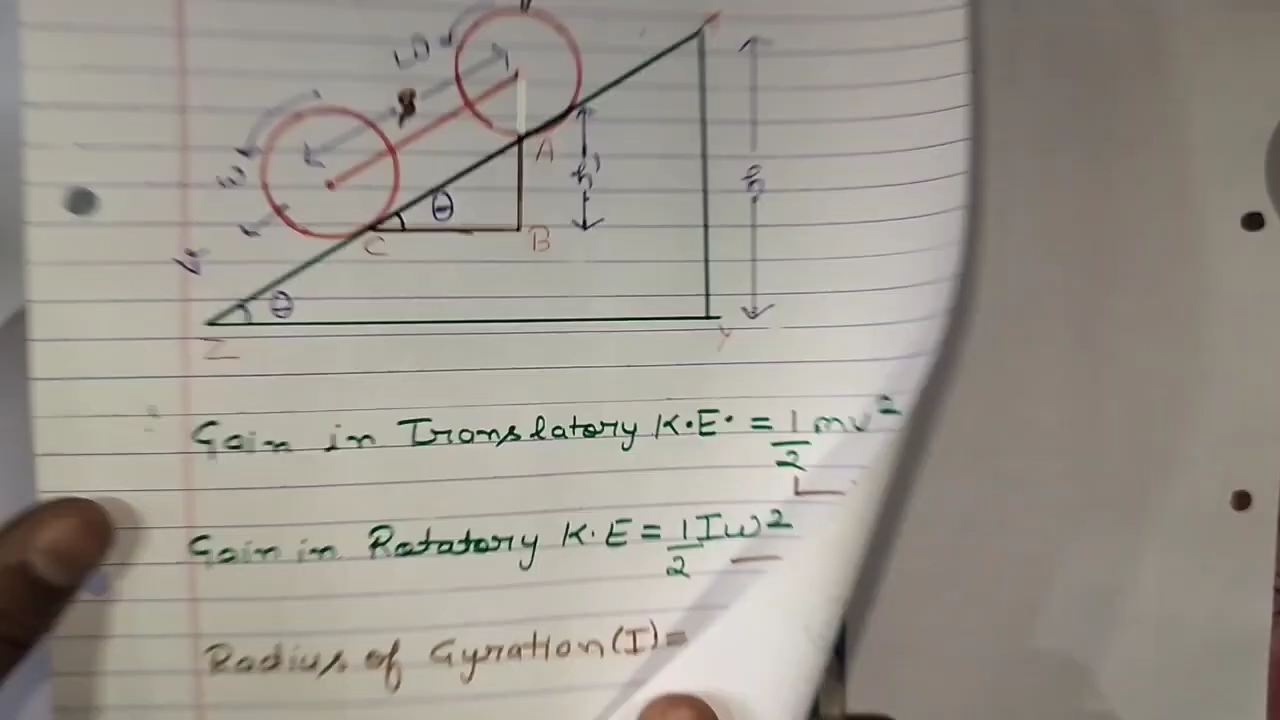 ω
h'
h
A
ω
θ
B
C
θ
Z
Y
Gain in Translatory K.E. = 1/2 mv²
Gain in Rotatory K.E = 1/2 Iω²
Radius of Gyration (I) =